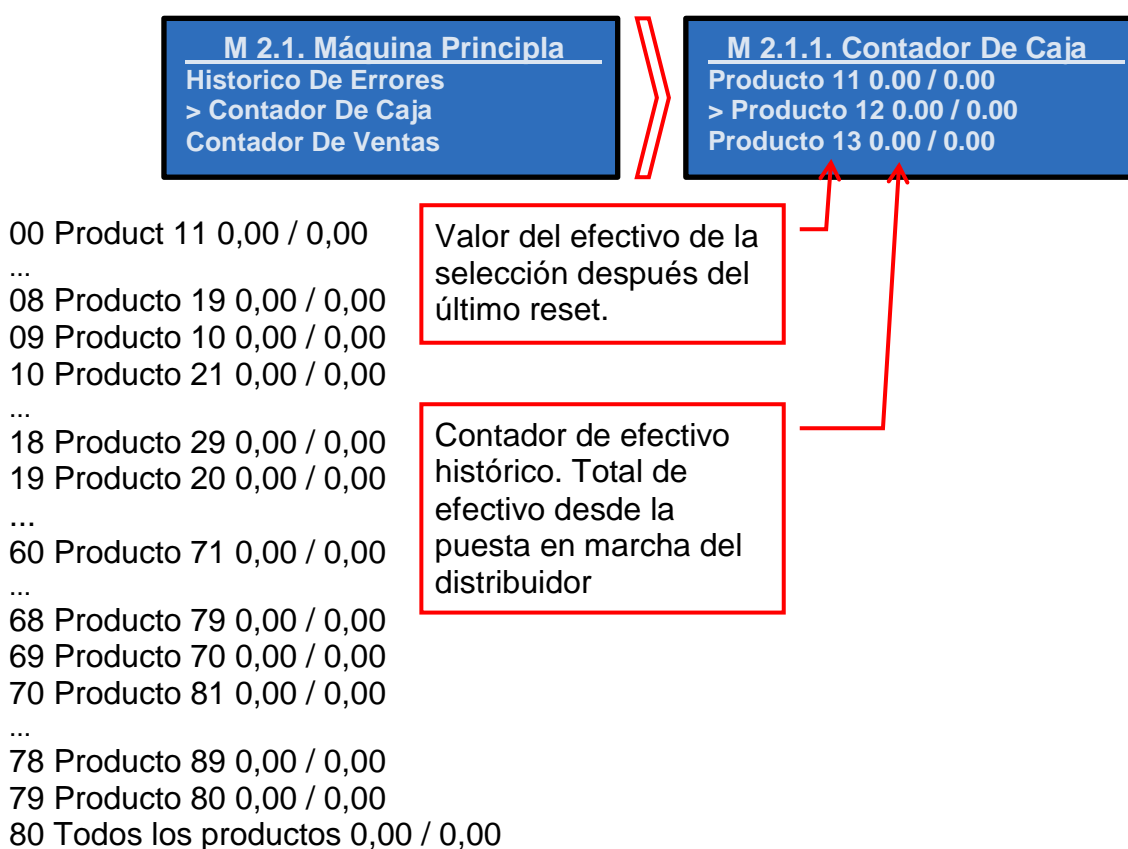 M 2.1. Máquina Principla
Historico De Errores
> Contador De Caja
Contador De Ventas
M 2.1.1. Contador De Caja
Producto 11 0.00 / 0.00
> Producto 12 0.00 / 0.00
Producto 13 0.00 / 0.00
00 Product 11 0,00 / 0,00
...
08 Producto 19 0,00 / 0,00
09 Producto 10 0,00 / 0,00
10 Producto 21 0,00 / 0,00
...
18 Producto 29 0,00 / 0,00
19 Producto 20 0,00 / 0,00
...
60 Producto 71 0,00 / 0,00
...
68 Producto 79 0,00 / 0,00
69 Producto 70 0,00 / 0,00
70 Producto 81 0,00 / 0,00
...
78 Producto 89 0,00 / 0,00
79 Producto 80 0,00 / 0,00
80 Todos los productos 0,00 / 0,00
Valor del efectivo de la
selección después del
último reset.
Contador de efectivo
histórico. Total de
efectivo desde la
puesta en marcha del
distribuidor